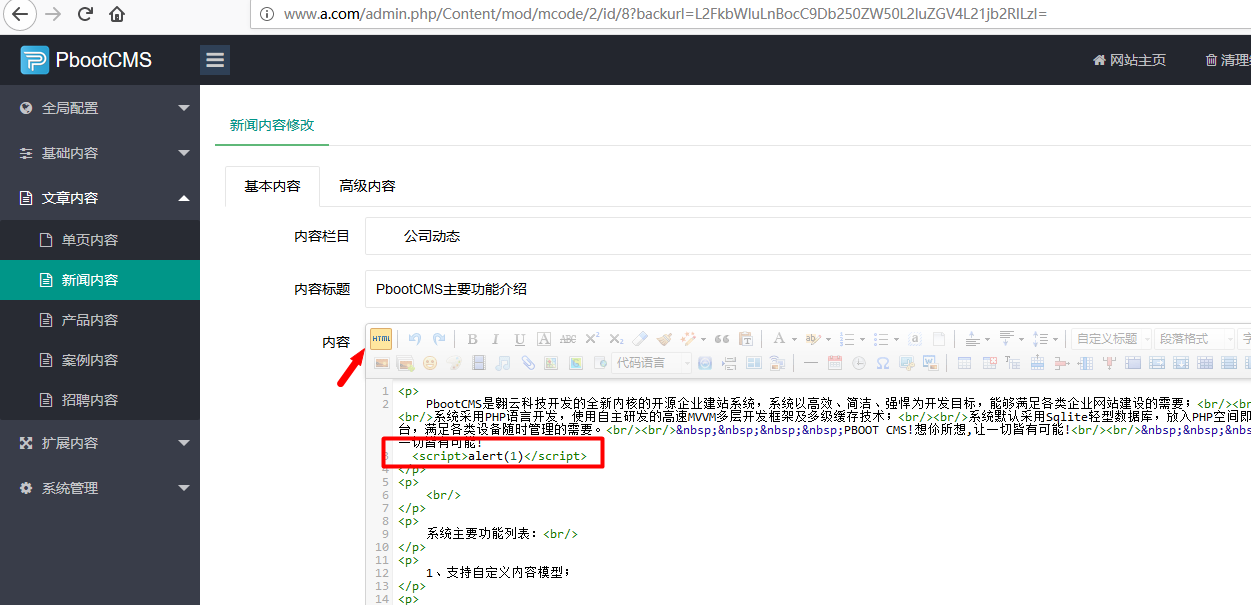 www.a.com/admin.php/Content/mod/mcode/2/id/8?backurl=L2FkbWluLnBocC9Db250ZW50L2luZGV4L21jb2RlLzI=
PbootCMS
网站主页
清理
全局配置
基础内容
文章内容
单页内容
新闻内容
产品内容
案例内容
招聘内容
扩展内容
系统管理
新闻内容修改
基本内容
高级内容
内容栏目
公司动态
内容标题
PbootCMS主要功能介绍
内容
HTML
自定义标题
段落格式
代码语言
1 <p>
2 PbootCMS是翱云科技开发的全新内核的开源企业建站系统，系统以高效、简洁、强悍为开发目标，能够满足各类企业网站建设的需要；<br/><br
<br/>系统采用PHP语言开发，使用自主研发的高速MVVM多层开发框架及多级缓存技术；<br/><br/>系统默认采用Sqlite轻型数据库，放入PHP空间即
台，满足各类设备随时管理的需要。<br/><br/>&nbsp;&nbsp;&nbsp;&nbsp;PBOOT CMS!想你所想,让一切皆有可能!<br/><br/>&nbsp;&nbsp;&nbs
一切皆有可能!
3 <script>alert(1)</script>
4 </p>
5 <p>
6 <br/>
7 </p>
8 <p>
9 系统主要功能列表：<br/>
10 </p>
11 <p>
12 1、支持自定义内容模型；
13 </p>
14 <p>